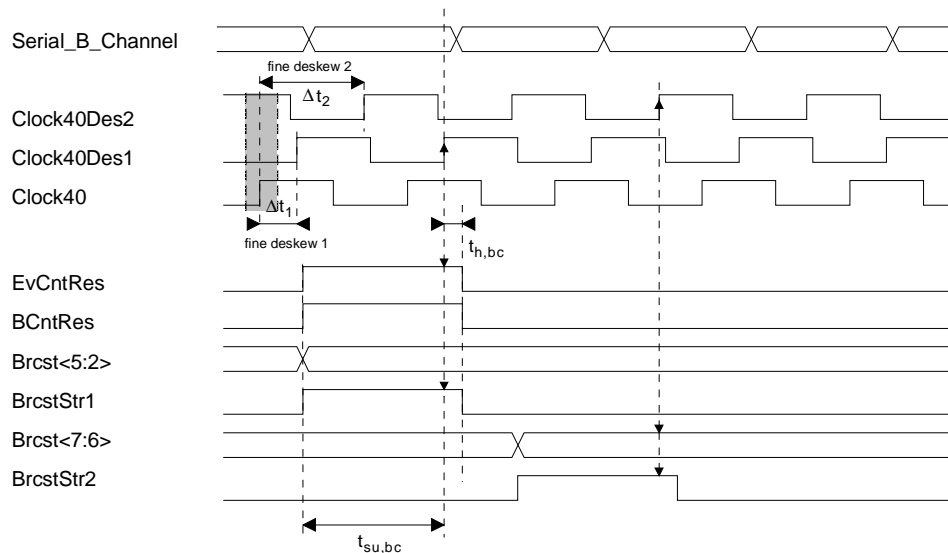 Serial_B_Channel
fine deskew 2
Δt2
Clock40Des2
Clock40Des1
Clock40
Δt1
fine deskew 1
th,bc
EvCntRes
BCntRes
Brcst<5:2>
BrcstStr1
Brcst<7:6>
BrcstStr2
tsu,bc